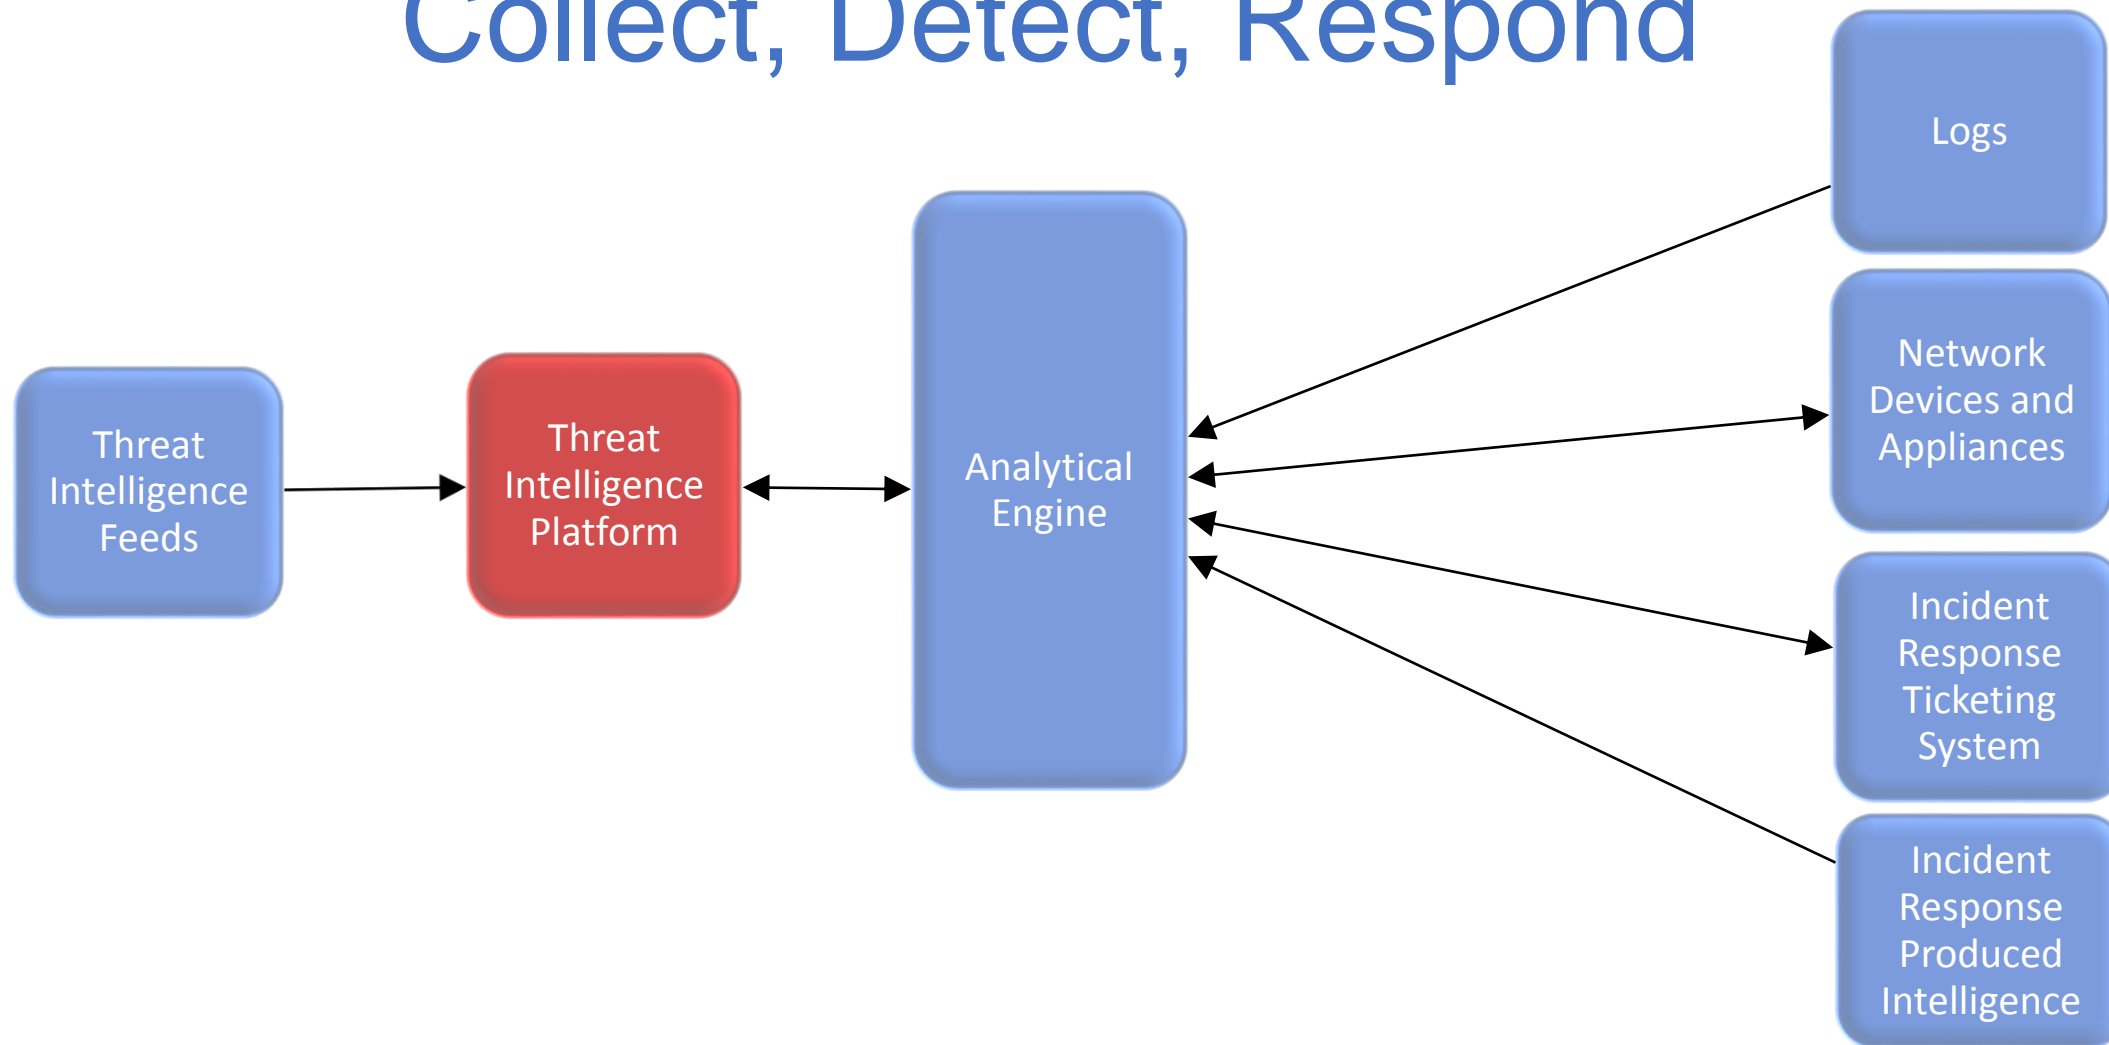 Collect, Detect, Respond
Logs
Network
Devices and
Appliances
Threat
Intelligence
Feeds
Threat
Intelligence
Platform
Analytical
Engine
Incident
Response
Ticketing
System
Incident
Response
Produced
Intelligence